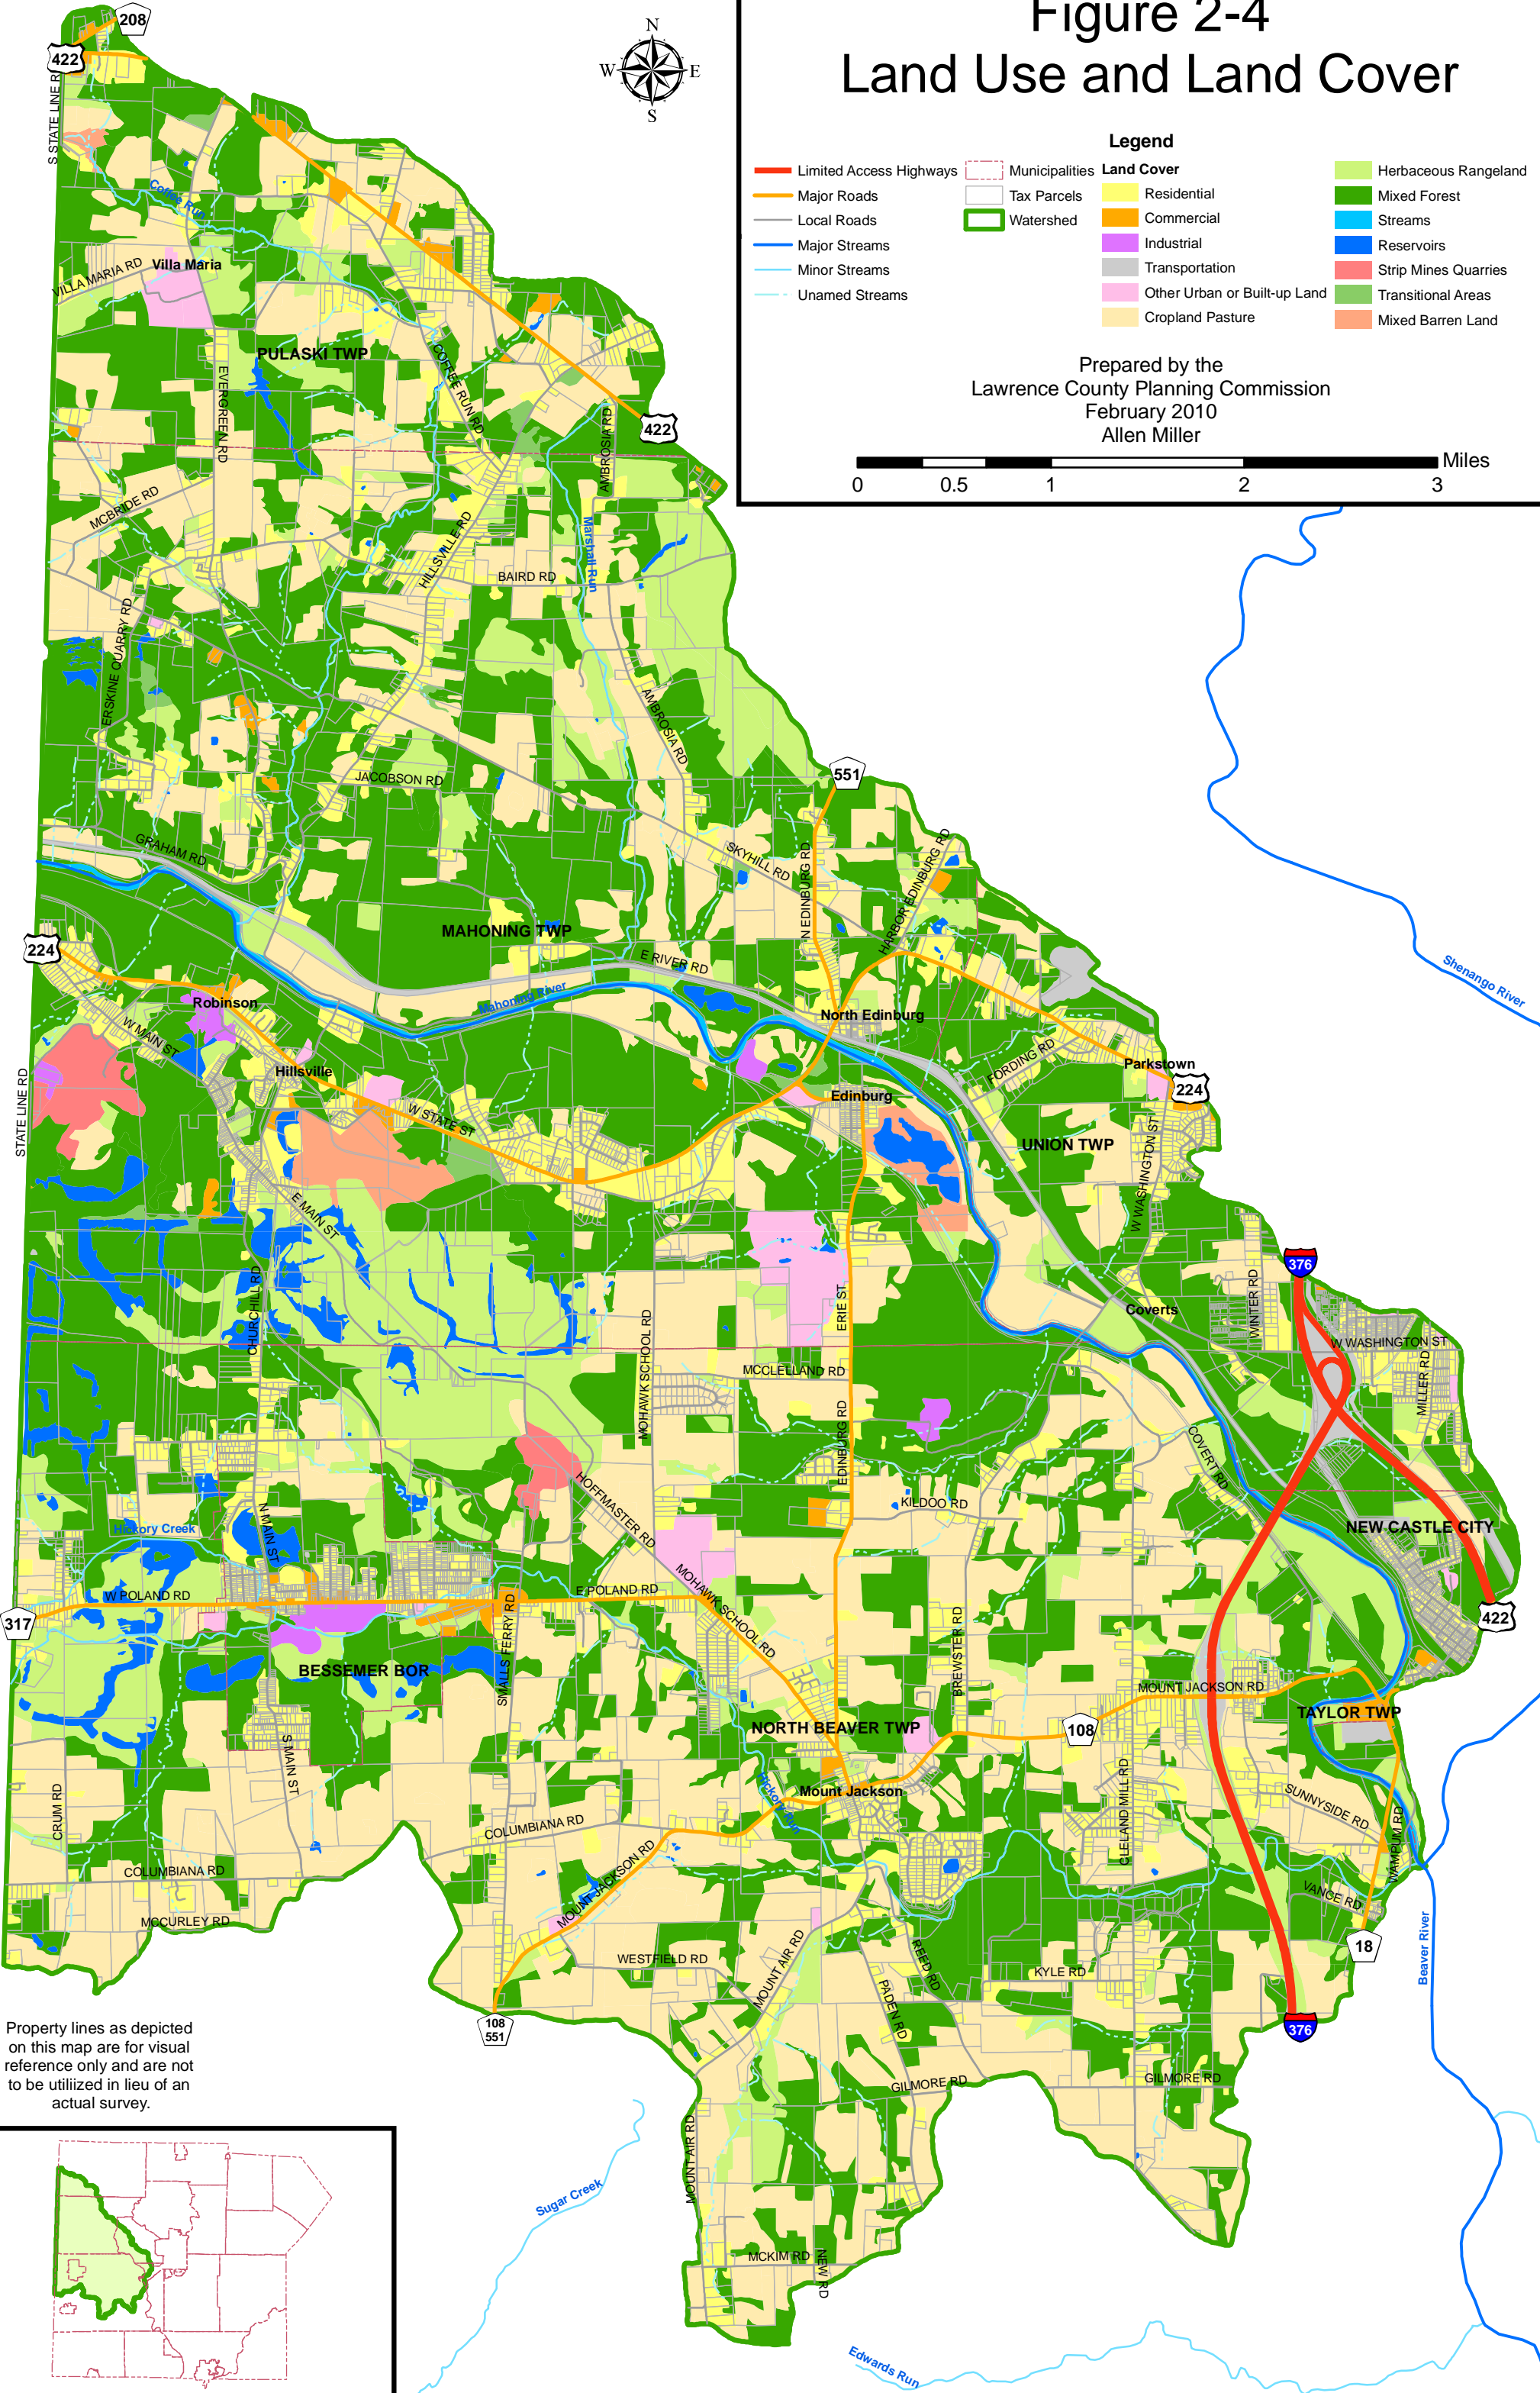 Figure 2-4
Land Use and Land Cover
Legend
Limited Access Highways
Major Roads
Local Roads
Major Streams
Minor Streams
Unamed Streams
Municipalities
Tax Parcels
Watershed
Land Cover
Residential
Commercial
Industrial
Transportation
Other Urban or Built-up Land
Cropland Pasture
Herbaceous Rangeland
Mixed Forest
Streams
Reservoirs
Strip Mines Quarries
Transitional Areas
Mixed Barren Land
Prepared by the
Lawrence County Planning Commission
February 2010
Allen Miller
Miles
0 0.5 1 2 3
N
W E
S
208
422
S STATE LINE R
Coffee Run
VILLA MARIA RD
Villa Maria
PULASKI TWP
EVERGREEN RD
COFFEE RUN RD
AMBROSIA RD
422
MCBRIDE RD
HILLSVILLE RD
Marshall Run
BAIRD RD
ERSKINE QUARRY RD
AMBROSIA RD
JACOBSON RD
551
GRAHAM RD
SKYHILL RD
N EDINBURG RD
HARBOR EDINBURG RD
MAHONING TWP
224
E RIVER RD
Shenango River
Mahoning River
Robinson
North Edinburg
W MAIN ST
FORDING RD
Parkstown
224
Hillsville
Edinburg
STATE LINE RD
W STATE ST
UNION TWP
W WASHINGTON ST
E MAIN ST
376
CHURCHILL RD
ERIE ST
Coverts
WINTER RD
W WASHINGTON ST
MOHAWK SCHOOL RD
MCCLELLAND RD
MILLER RD
EDINBURG RD
COVERT RD
HOFFMASTER RD
KILDOO RD
Hickory Creek
N MAIN ST
NEW CASTLE CITY
W POLAND RD
E POLAND RD
MOHAWK SCHOOL RD
317
422
SMALLS FERRY RD
BREWSTER RD
BESSEMER BOR
MOUNT JACKSON RD
NORTH BEAVER TWP
108
TAYLOR TWP
S MAIN ST
Mount Jackson
Hickory Run
CRUM RD
COLUMBIANA RD
CLELAND MILL RD
SUNNYSIDE RD
WAMPUM RD
COLUMBIANA RD
MOUNT JACKSON RD
VANCE RD
MCCURLEY RD
18
Beaver River
WESTFIELD RD
MOUNT AIR RD
REED RD
KYLE RD
PADEN RD
108
551
376
Property lines as depicted
on this map are for visual
reference only and are not
to be utiliized in lieu of an
actual survey.
GILMORE RD
GILMORE RD
MOUNT AIR RD
Sugar Creek
MCKIM RD
NEW RD
Edwards Run